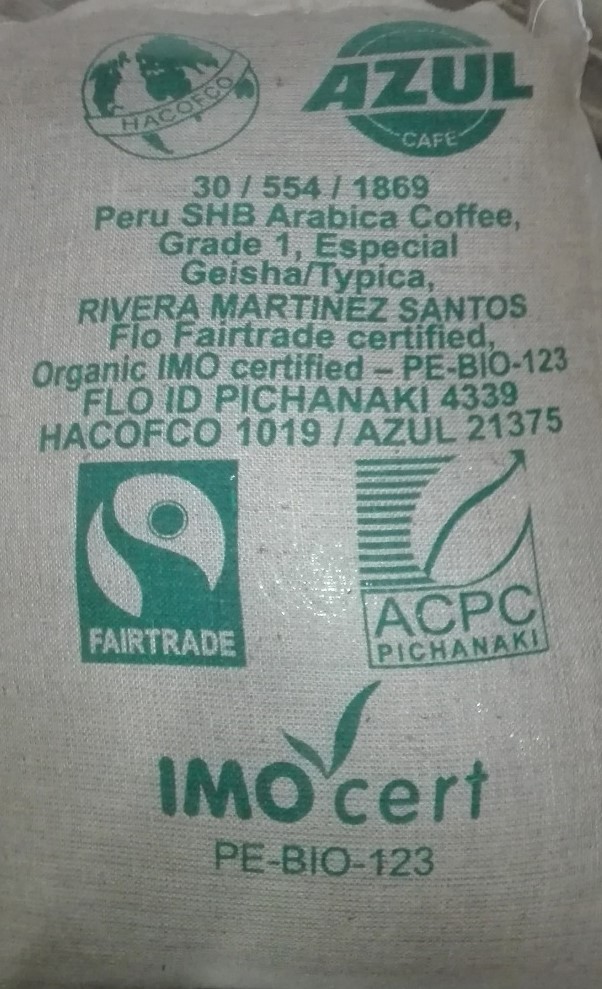 HACOFCO
AZUL
CAFÉ
30 / 554 / 1869
Peru SHB Arabica Coffee,
Grade 1, Especial
Geisha/Typica,
RIVERA MARTINEZ SANTOS
Flo Fairtrade certified,
Organic IMO certified – PE-BIO-123
FLO ID PICHANAKI 4339
HACOFCO 1019 / AZUL 21375
FAIRTRADE
ACPC
PICHANAKI
IMO cert
PE-BIO-123